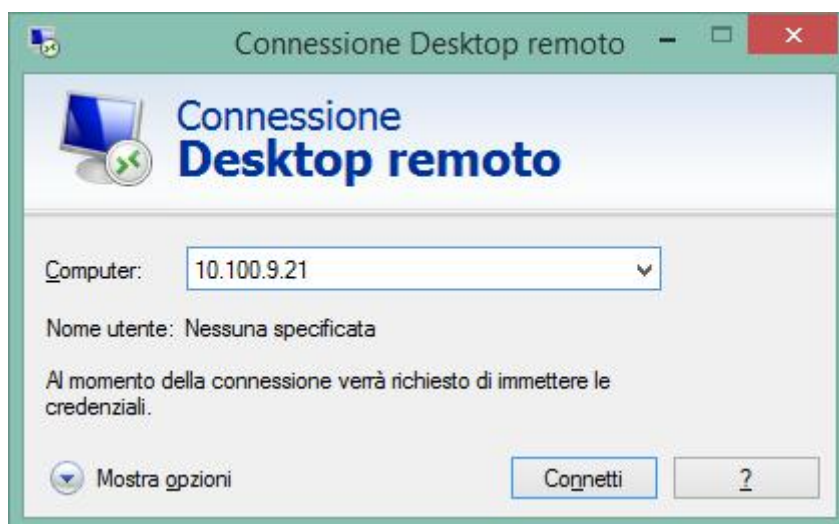 Connessione Desktop remoto
Connessione
Desktop remoto
Computer: 10.100.9.21
Nome utente: Nessuna specificata
Al momento della connessione verrà richiesto di immettere le
credenziali.
Mostra opzioni Connetti ?